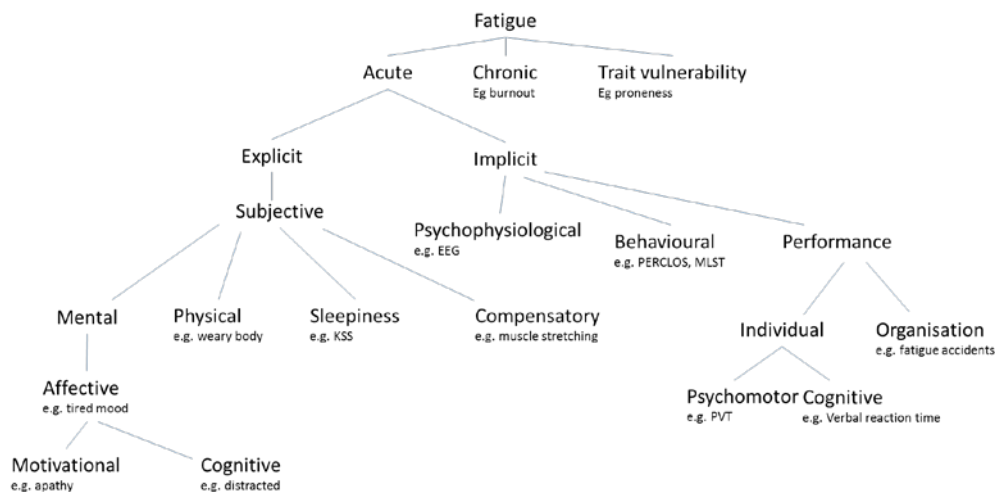 Fatigue
Acute
Chronic
Eg burnout
Trait vulnerability
Eg proneness
Explicit
Implicit
Subjective
Psychophysiological
e.g. EEG
Behavioural
e.g. PERCLOS, MLST
Performance
Mental
Physical
e.g. weary body
Sleepiness
e.g. KSS
Compensatory
e.g. muscle stretching
Individual
Organisation
e.g. fatigue accidents
Affective
e.g. tired mood
Psychomotor
e.g. PVT
Cognitive
e.g. Verbal reaction time
Motivational
e.g. apathy
Cognitive
e.g. distracted